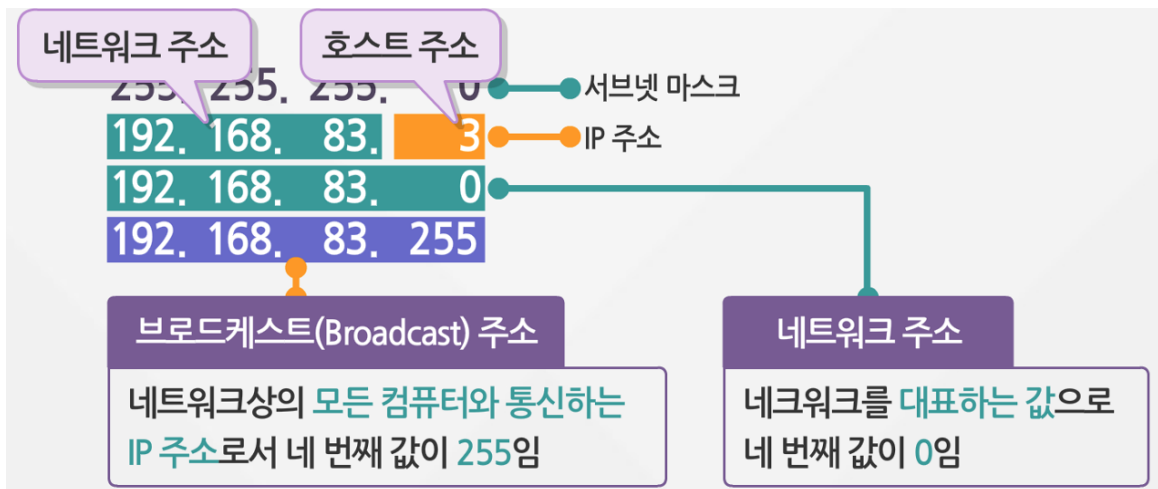 네트워크 주소
호스트 주소
255. 255. 255. 0 서브넷 마스크
192. 168. 83. 3 IP 주소
192. 168. 83. 0
192. 168. 83. 255
브로드케스트(Broadcast) 주소
네트워크상의 모든 컴퓨터와 통신하는
IP 주소로서 네 번째 값이 255임
네트워크 주소
네크워크를 대표하는 값으로
네 번째 값이 0임